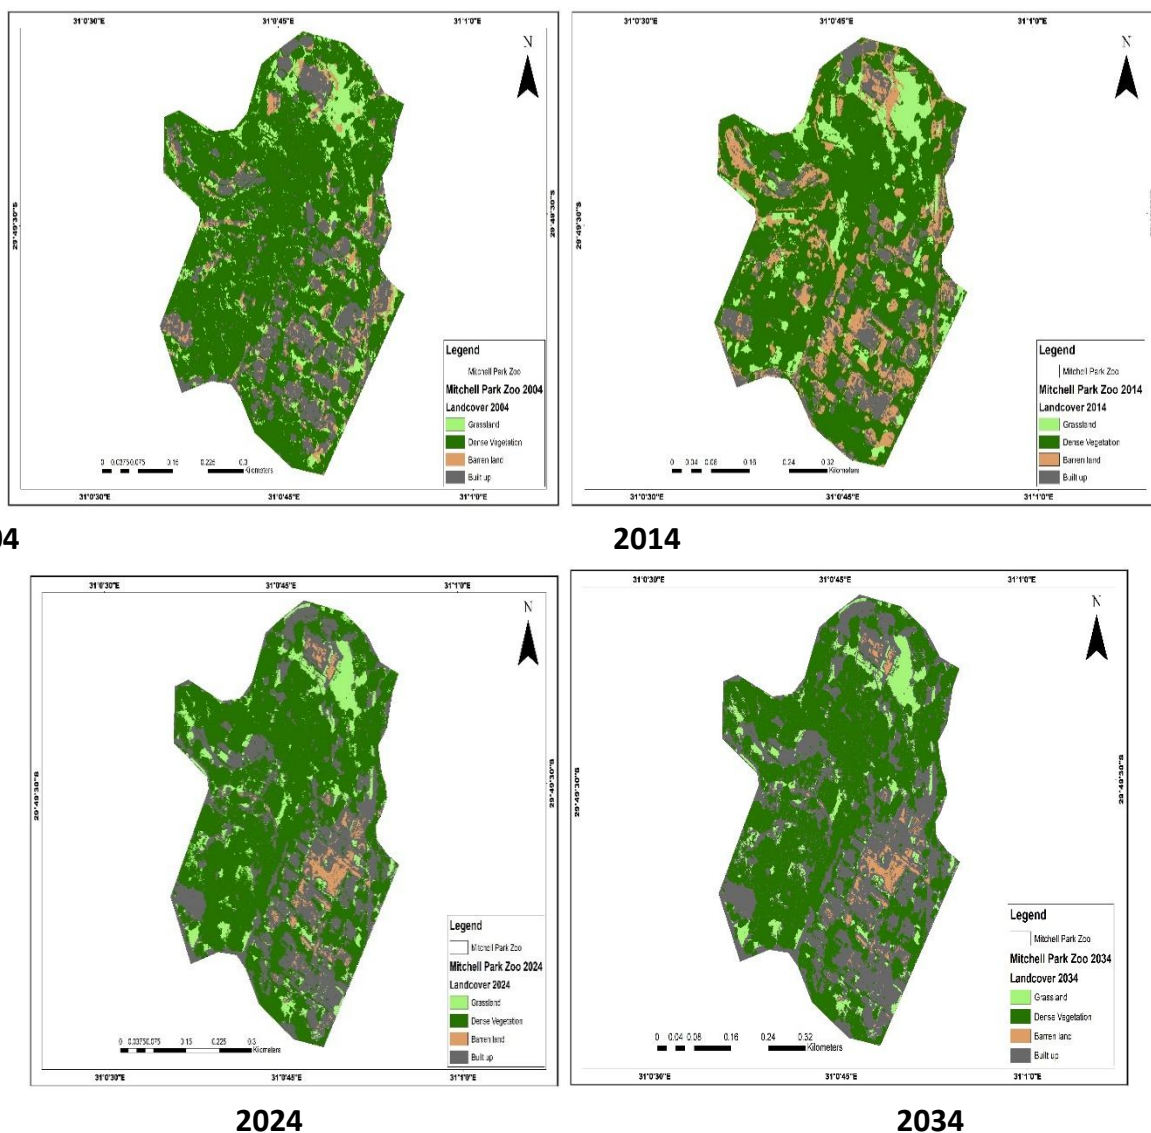 31°0'30"E 31°0'45"E 31°1'0"E
N
29°49'30"S 29°49'30"S
Legend
Mitchell Park Zoo
Mitchell Park Zoo 2004
Landcover 2004
Grassland
Dense Vegetation
Barren land
Built up
0 0.0375 0.075 0.15 0.225 0.3
Kilometers
31°0'30"E 31°0'45"E 31°1'0"E
31°0'30"E 31°0'45"E 31°1'0"E
N
29°49'30"S
Legend
Mitchell Park Zoo
Mitchell Park Zoo 2014
Landcover 2014
Grassland
Dense Vegetation
Barren land
Built up
0 0.04 0.08 0.16 0.24 0.32
Kilometers
31°0'30"E 31°0'45"E 31°1'0"E
04
2014
31°0'30"E 31°0'45"E 31°1'0"E
N
29°49'30"S 29°49'30"S
Legend
Mitchell Park Zoo
Mitchell Park Zoo 2024
Landcover 2024
Grassland
Dense Vegetation
Barren land
Built up
0 0.0375 0.075 0.15 0.225 0.3
Kilometers
31°0'30"E 31°0'45"E 31°1'0"E
31°0'30"E 31°0'45"E 31°1'0"E
N
29°49'30"S 29°49'30"S
Legend
Mitchell Park Zoo
Mitchell Park Zoo 2034
Landcover 2034
Grassland
Dense Vegetation
Barren land
Built up
0 0.04 0.08 0.16 0.24 0.32
Kilometers
31°0'30"E 31°0'45"E 31°1'0"E
2024
2034